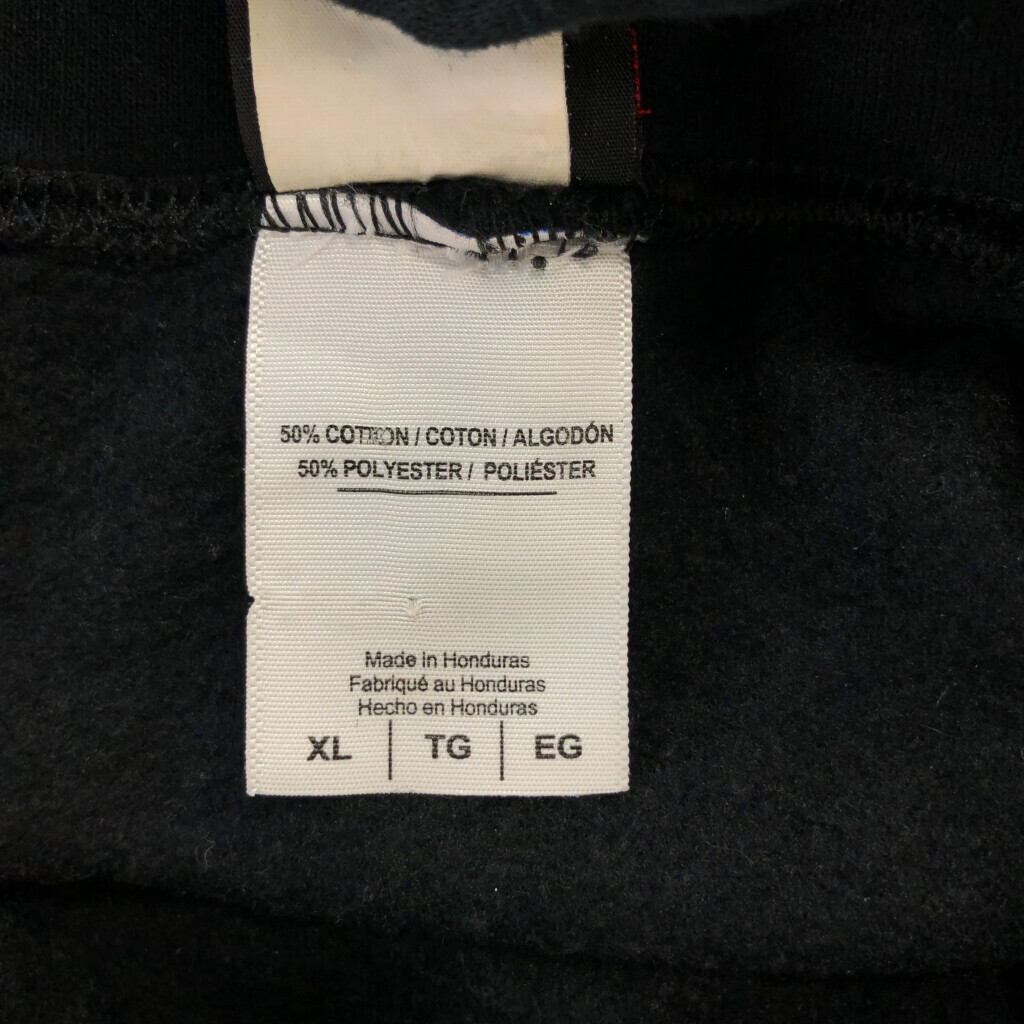 50% COTTON / COTON / ALGODÓN
50% POLYESTER / POLIÉSTER
Made in Honduras
Fabriqué au Honduras
Hecho en Honduras
XL | TG | EG